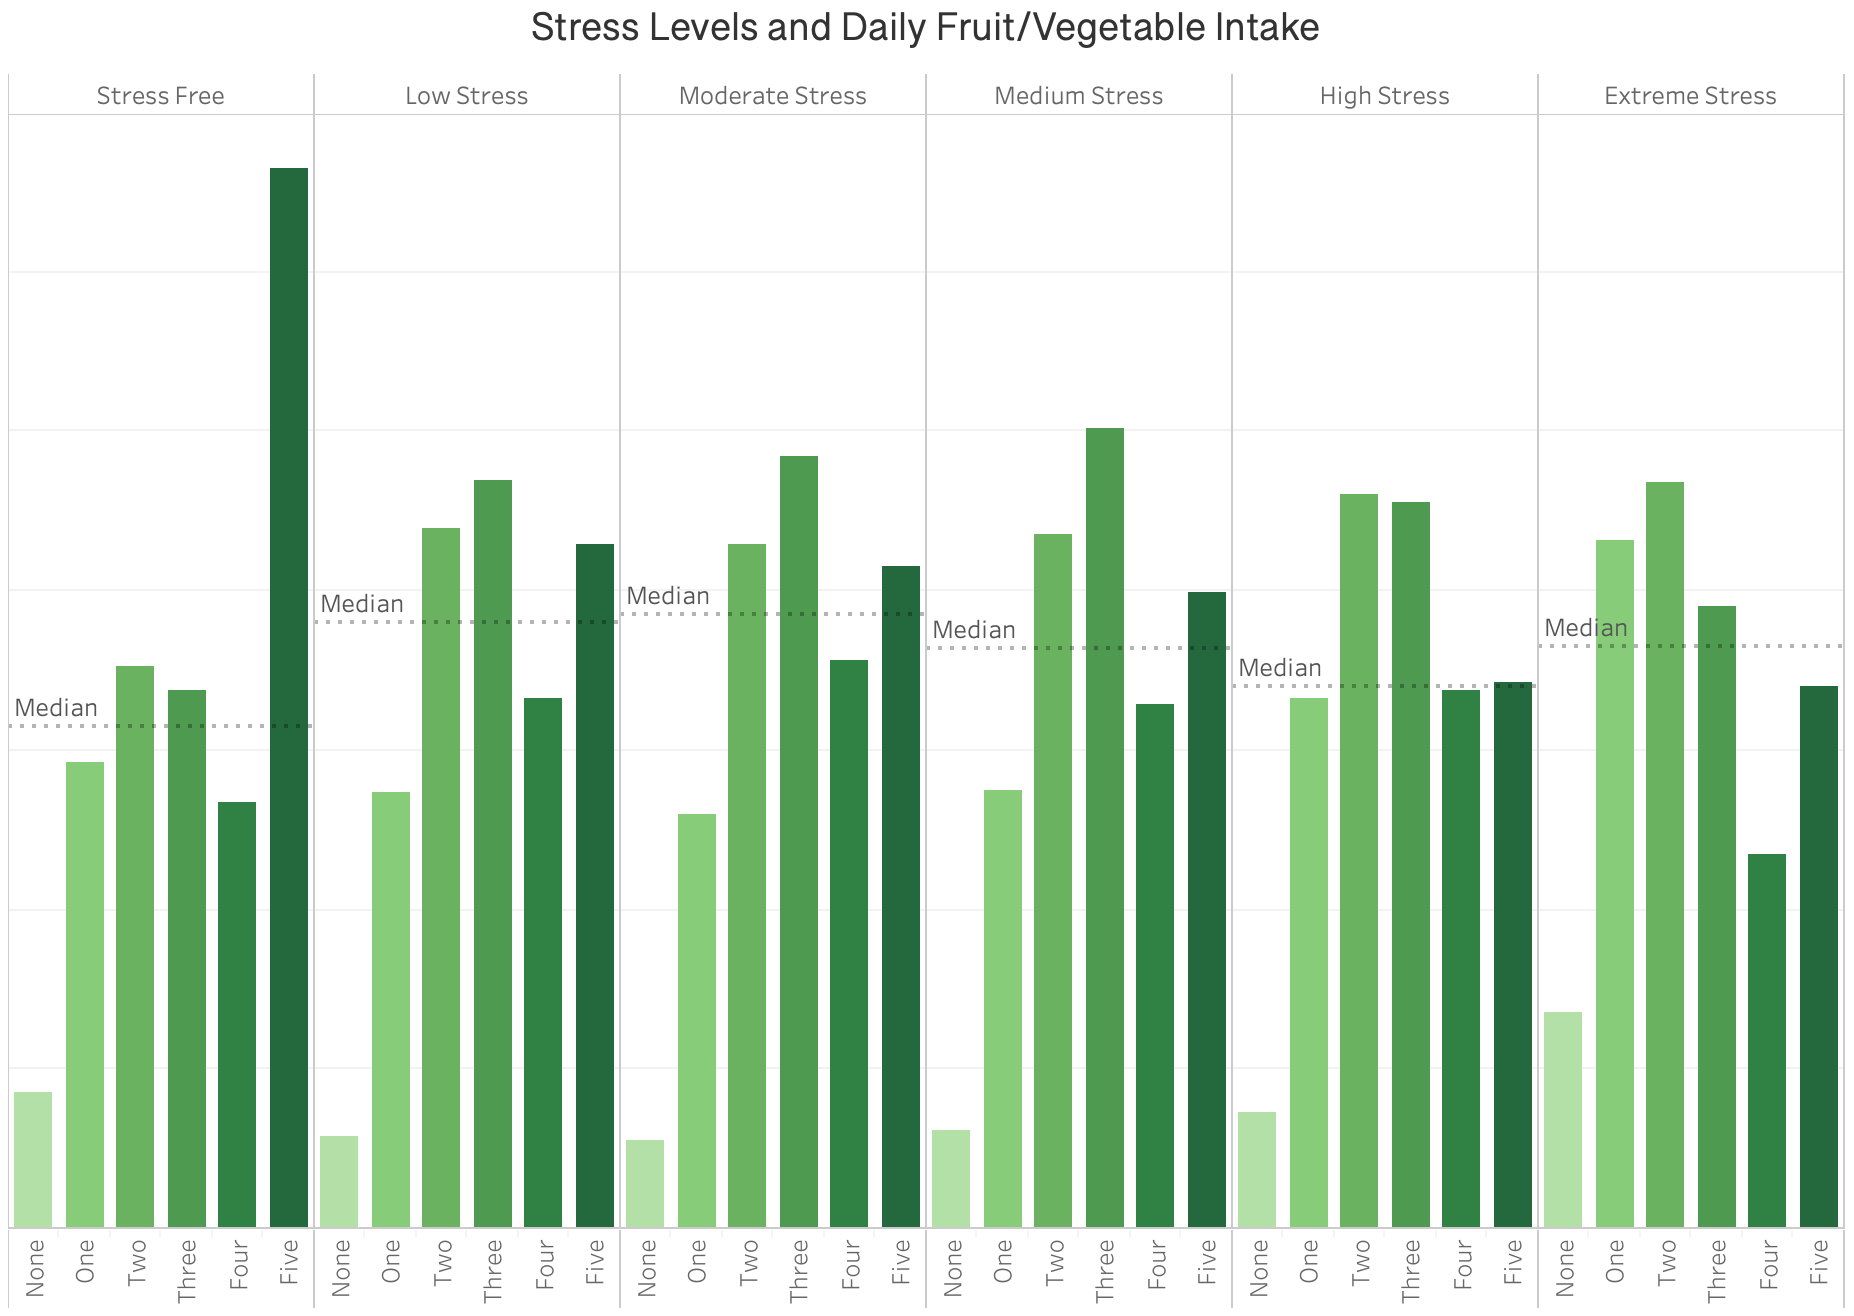 Stress Levels and Daily Fruit/Vegetable Intake
Stress Free Low Stress Moderate Stress Medium Stress High Stress Extreme Stress
Median
Median
Median
Median
Median
Median
None One Two Three Four Five None One Two Three Four Five None One Two Three Four Five None One Two Three Four Five None One Two Three Four Five None One Two Three Four Five